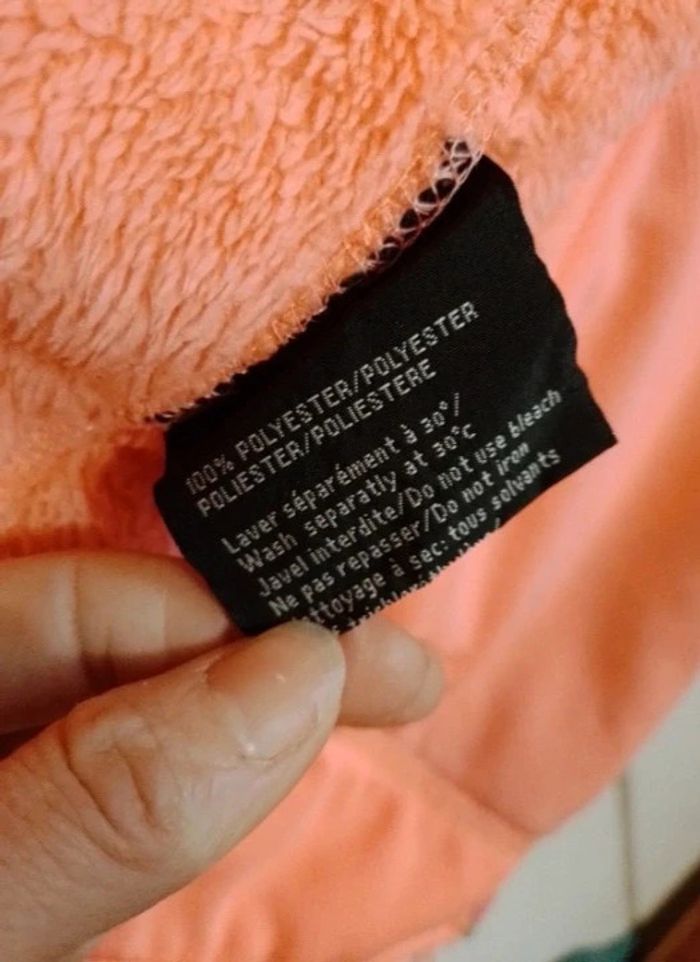 100% POLYESTER/POLYESTER
POLIESTER/POLIESTERE
Laver séparément à 30°/
Wash separatly at 30°c
Javel interdite/Do not use bleach
Ne pas repasser/Do not iron
ttoyage à sec: tous solvants